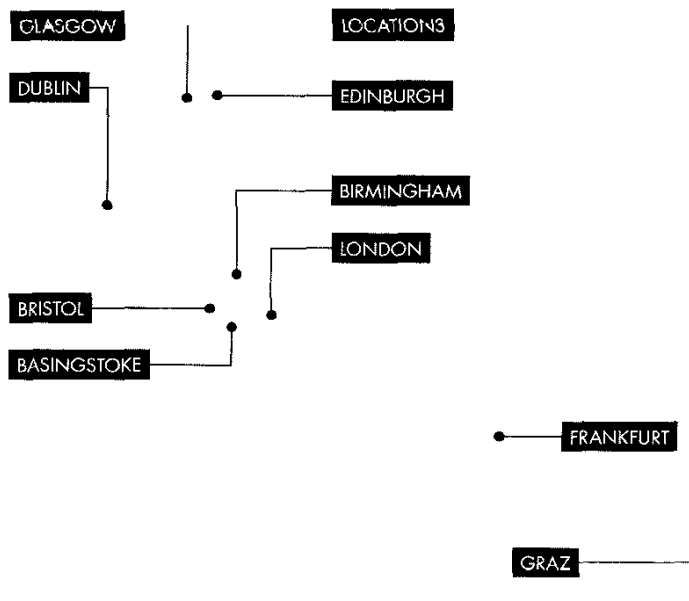 GLASGOW
LOCATIONS
DUBLIN
EDINBURGH
BIRMINGHAM
LONDON
BRISTOL
BASINGSTOKE
FRANKFURT
GRAZ